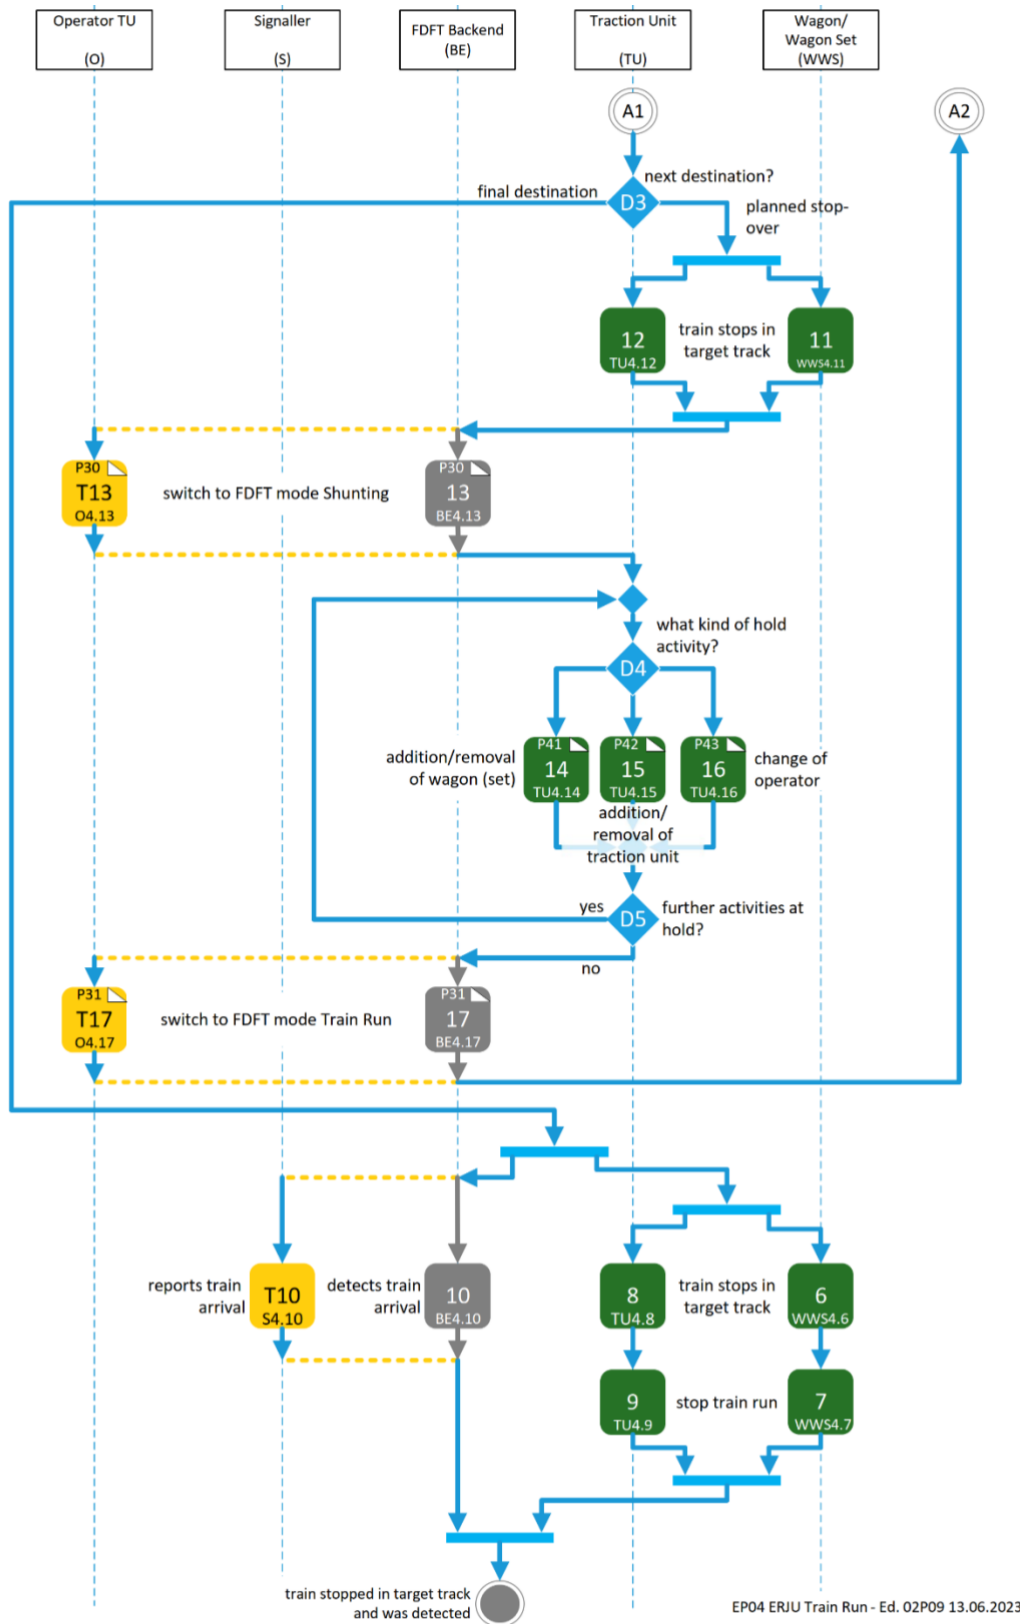 Operator TU
(O)
Signaller
(S)
FDFT Backend
(BE)
Traction Unit
(TU)
Wagon/
Wagon Set
(WWS)
A1
A2
next destination?
final destination
D3
planned stop-
over
12
TU4.12
train stops in
target track
11
WWS4.11
P30
T13
O4.13
switch to FDFT mode Shunting
P30
13
BE4.13
what kind of hold
activity?
D4
addition/removal
of wagon (set)
P41
14
TU4.14
P42
15
TU4.15
P43
16
TU4.16
change of
operator
addition/
removal of
traction unit
yes
D5
further activities at
hold?
no
P31
T17
O4.17
switch to FDFT mode Train Run
P31
17
BE4.17
reports train
arrival
T10
S4.10
detects train
arrival
10
BE4.10
8
TU4.8
train stops in
target track
6
WWS4.6
9
TU4.9
stop train run
7
WWS4.7
train stopped in target track
and was detected
EP04 ERJU Train Run - Ed. 02P09 13.06.2023